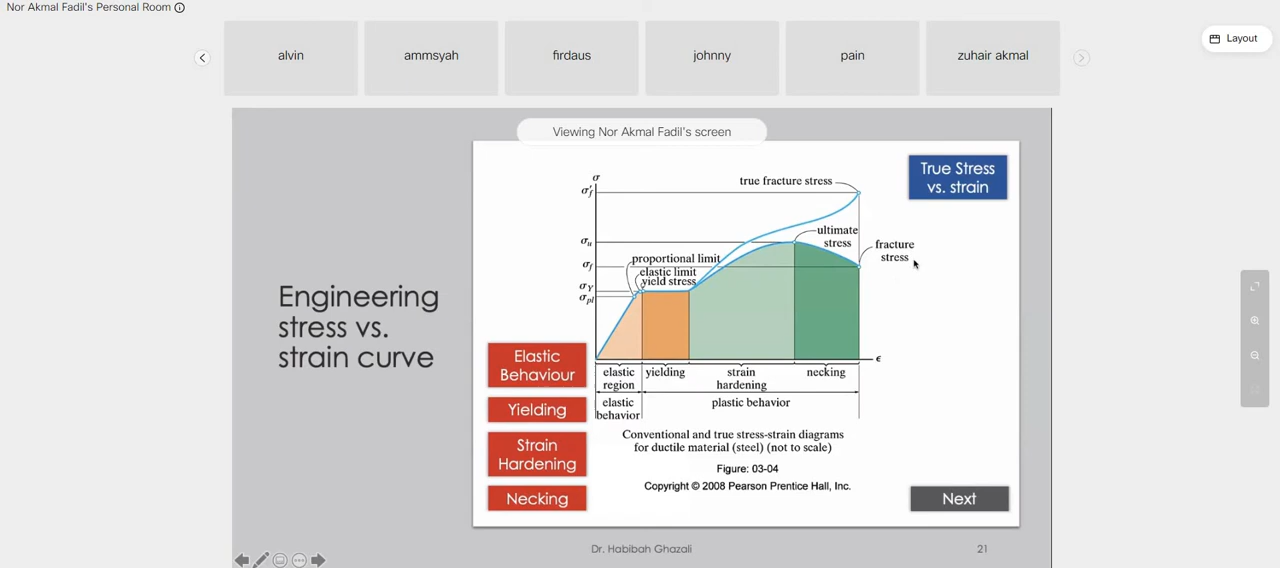 Nor Akmal Fadil's Personal Room
alvin
ammsyah
firdaus
johnny
pain
zuhair akmal
Layout
Viewing Nor Akmal Fadil's screen
Engineering
stress vs.
strain curve
True Stress
vs. strain
σ
σ'f
σu
σf
σY
σpl
true fracture stress
ultimate
stress
fracture
stress
proportional limit
elastic limit
yield stress
ϵ
elastic
region
yielding
strain
hardening
necking
elastic
behavior
plastic behavior
Elastic
Behaviour
Yielding
Strain
Hardening
Necking
Conventional and true stress-strain diagrams
for ductile material (steel) (not to scale)
Figure: 03-04
Copyright © 2008 Pearson Prentice Hall, Inc.
Next
Dr. Habibah Ghazali
21